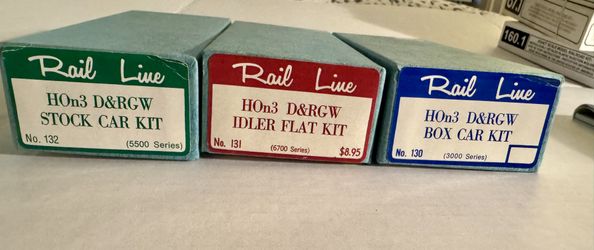 Rail Line
HOn3 D&RGW
STOCK CAR KIT
No. 132 (5500 Series)
Rail Line
HOn3 D&RGW
IDLER FLAT KIT
No. 131 (6700 Series) $8.95
Rail Line
HOn3 D&RGW
BOX CAR KIT
No. 130 (3000 Series)
160.1